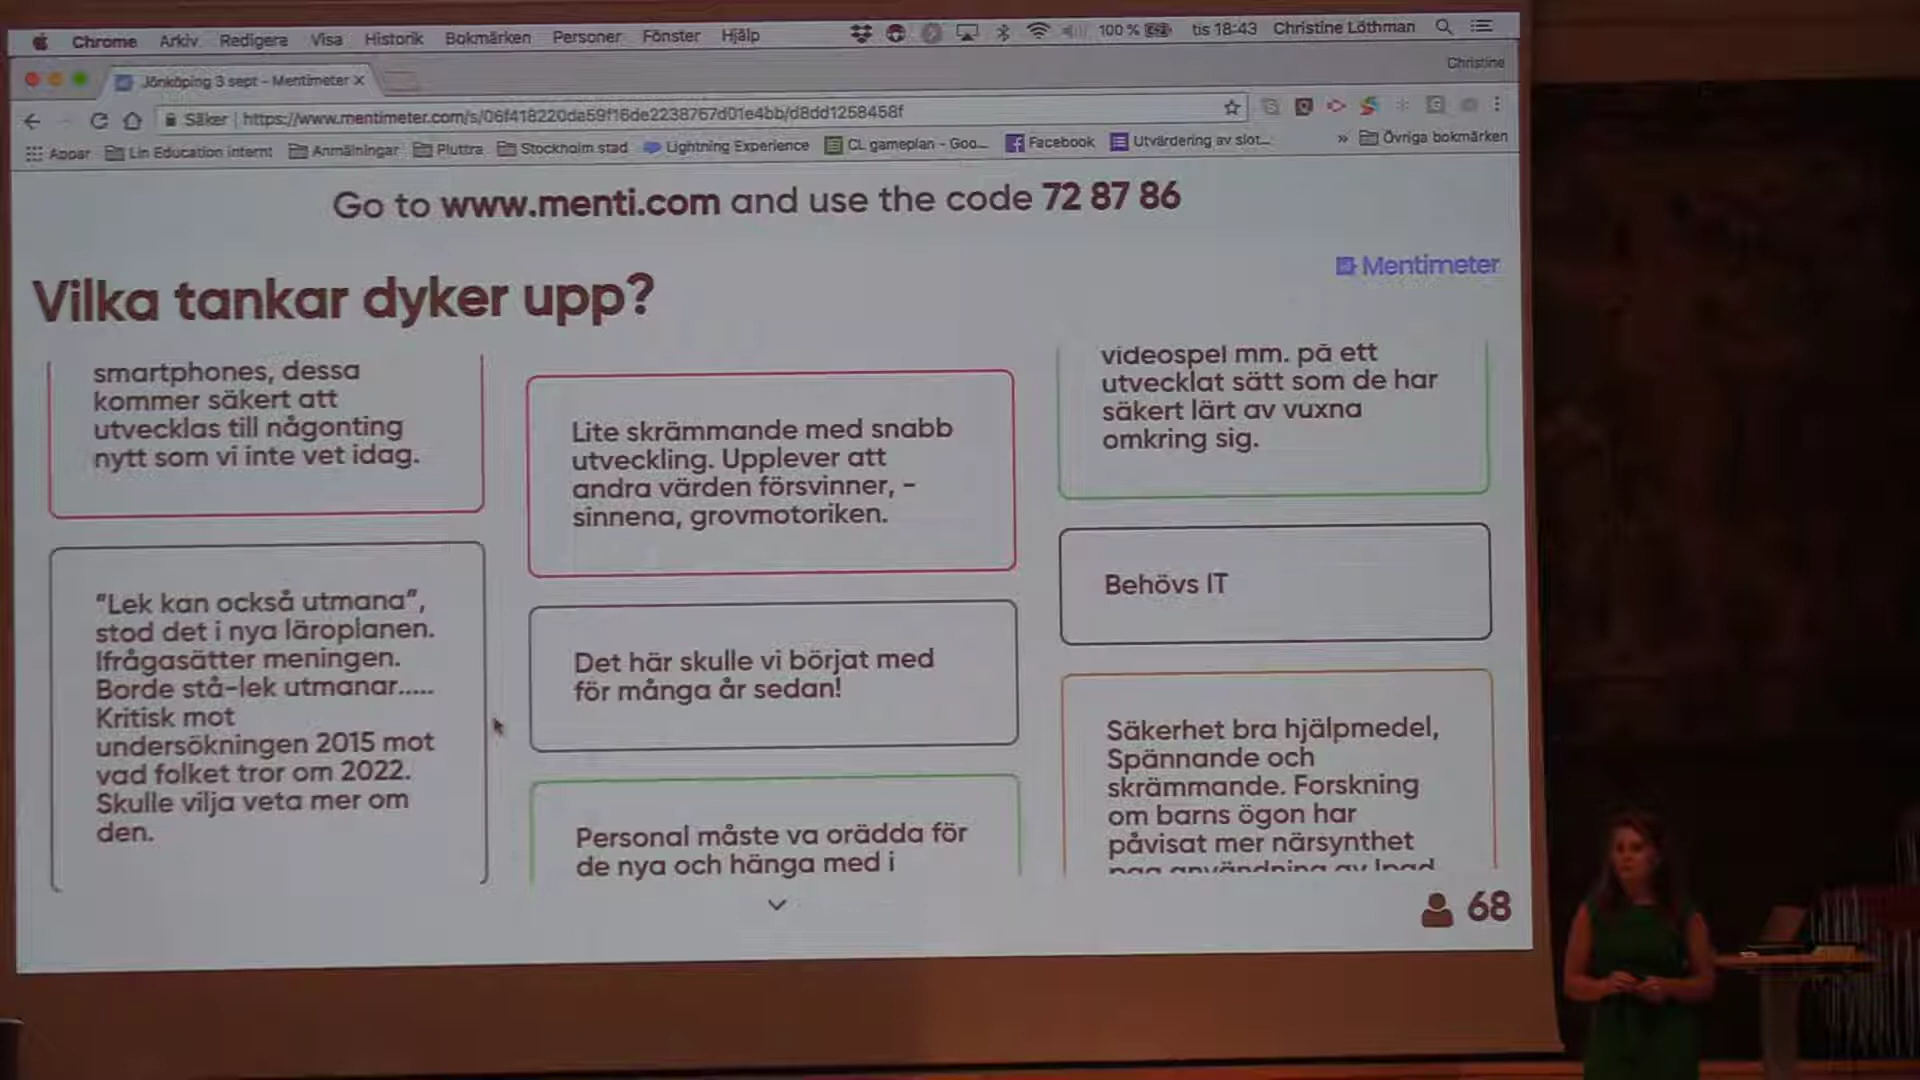 Chrome Arkiv Redigera Visa Historik Bokmärken Personer Fönster Hjälp 100 % tis 18:43 Christine Löthman
Jönköping 3 sept - Mentimeter
Christine
Säker https://www.mentimeter.com/s/06f418220da59f16de2238767d01e4bb/d8dd1258458f
Appar Lin Education internt Anmälningar Pluttra Stockholm stad Lightning Experience CL gameplan - Goo... Facebook Utvärdering av slot... » Övriga bokmärken
Go to www.menti.com and use the code 72 87 86
Mentimeter
Vilka tankar dyker upp?
smartphones, dessa
kommer säkert att
utvecklas till någonting
nytt som vi inte vet idag.
"Lek kan också utmana",
stod det i nya läroplanen.
Ifrågasätter meningen.
Borde stå-lek utmanar.....
Kritisk mot
undersökningen 2015 mot
vad folket tror om 2022.
Skulle vilja veta mer om
den.
Lite skrämmande med snabb
utveckling. Upplever att
andra värden försvinner, -
sinnena, grovmotoriken.
Det här skulle vi börjat med
för många år sedan!
Personal måste va orädda för
de nya och hänga med i
videospel mm. på ett
utvecklat sätt som de har
säkert lärt av vuxna
omkring sig.
Behövs IT
Säkerhet bra hjälpmedel,
Spännande och
skrämmande. Forskning
om barns ögon har
påvisat mer närsynthet
pga användning av Ipad
68